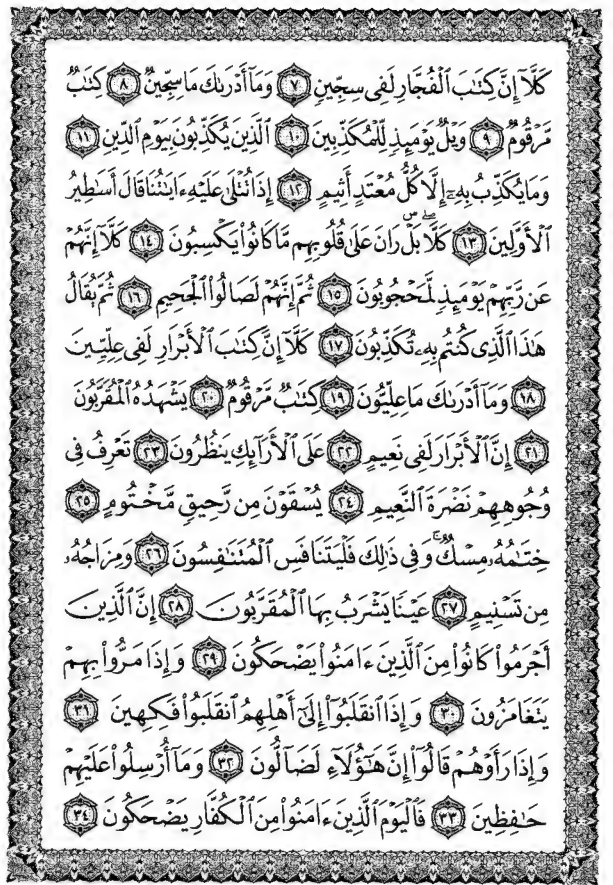 كَلَّآ إِنَّ كِتَٰبَ ٱلْفُجَّارِ لَفِى سِجِّينٍ ٧ وَمَآ أَدْرَىٰكَ مَا سِجِّينٌ ٨ كِتَٰبٌ
مَّرْقُومٌ ٩ وَيْلٌ يَوْمَئِذٍ لِّلْمُكَذِّبِينَ ١٠ ٱلَّذِينَ يُكَذِّبُونَ بِيَوْمِ ٱلدِّينِ ١١
وَمَا يُكَذِّبُ بِهِۦٓ إِلَّا كُلُّ مُعْتَدٍ أَثِيمٍ ١٢ إِذَا تُتْلَىٰ عَلَيْهِ ءَايَٰتُنَا قَالَ أَسَٰطِيرُ
ٱلْأَوَّلِينَ ١٣ كَلَّا ۖ بَلْ ۜ رَانَ عَلَىٰ قُلُوبِهِم مَّا كَانُوا۟ يَكْسِبُونَ ١٤ كَلَّآ إِنَّهُمْ
عَن رَّبِّهِمْ يَوْمَئِذٍ لَّمَحْجُوبُونَ ١٥ ثُمَّ إِنَّهُمْ لَصَالُوا۟ ٱلْجَحِيمِ ١٦ ثُمَّ يُقَالُ
هَٰذَا ٱلَّذِى كُنتُم بِهِۦ تُكَذِّبُونَ ١٧ كَلَّآ إِنَّ كِتَٰبَ ٱلْأَبْرَارِ لَفِى عِلِّيِّينَ
١٨ وَمَآ أَدْرَىٰكَ مَا عِلِّيُّونَ ١٩ كِتَٰبٌ مَّرْقُومٌ ٢٠ يَشْهَدُهُ ٱلْمُقَرَّبُونَ
٢١ إِنَّ ٱلْأَبْرَارَ لَفِى نَعِيمٍ ٢٢ عَلَى ٱلْأَرَآئِكِ يَنظُرُونَ ٢٣ تَعْرِفُ فِى
وُجُوهِهِمْ نَضْرَةَ ٱلنَّعِيمِ ٢٤ يُسْقَوْنَ مِن رَّحِيقٍ مَّخْتُومٍ ٢٥
خِتَٰمُهُۥ مِسْكٌ ۚ وَفِى ذَٰلِكَ فَلْيَتَنَافَسِ ٱلْمُتَنَٰفِسُونَ ٢٦ وَمِزَاجُهُۥ
مِن تَسْنِيمٍ ٢٧ عَيْنًا يَشْرَبُ بِهَا ٱلْمُقَرَّبُونَ ٢٨ إِنَّ ٱلَّذِينَ
أَجْرَمُوا۟ كَانُوا۟ مِنَ ٱلَّذِينَ ءَامَنُوا۟ يَضْحَكُونَ ٢٩ وَإِذَا مَرُّوا۟ بِهِمْ
يَتَغَامَزُونَ ٣٠ وَإِذَا ٱنقَلَبُوٓا۟ إِلَىٰٓ أَهْلِهِمُ ٱنقَلَبُوا۟ فَكِهِينَ ٣١
وَإِذَا رَأَوْهُمْ قَالُوٓا۟ إِنَّ هَٰٓؤُلَآءِ لَضَآلُّونَ ٣٢ وَمَآ أُرْسِلُوا۟ عَلَيْهِمْ
حَٰفِظِينَ ٣٣ فَٱلْيَوْمَ ٱلَّذِينَ ءَامَنُوا۟ مِنَ ٱلْكُفَّارِ يَضْحَكُونَ ٣٤